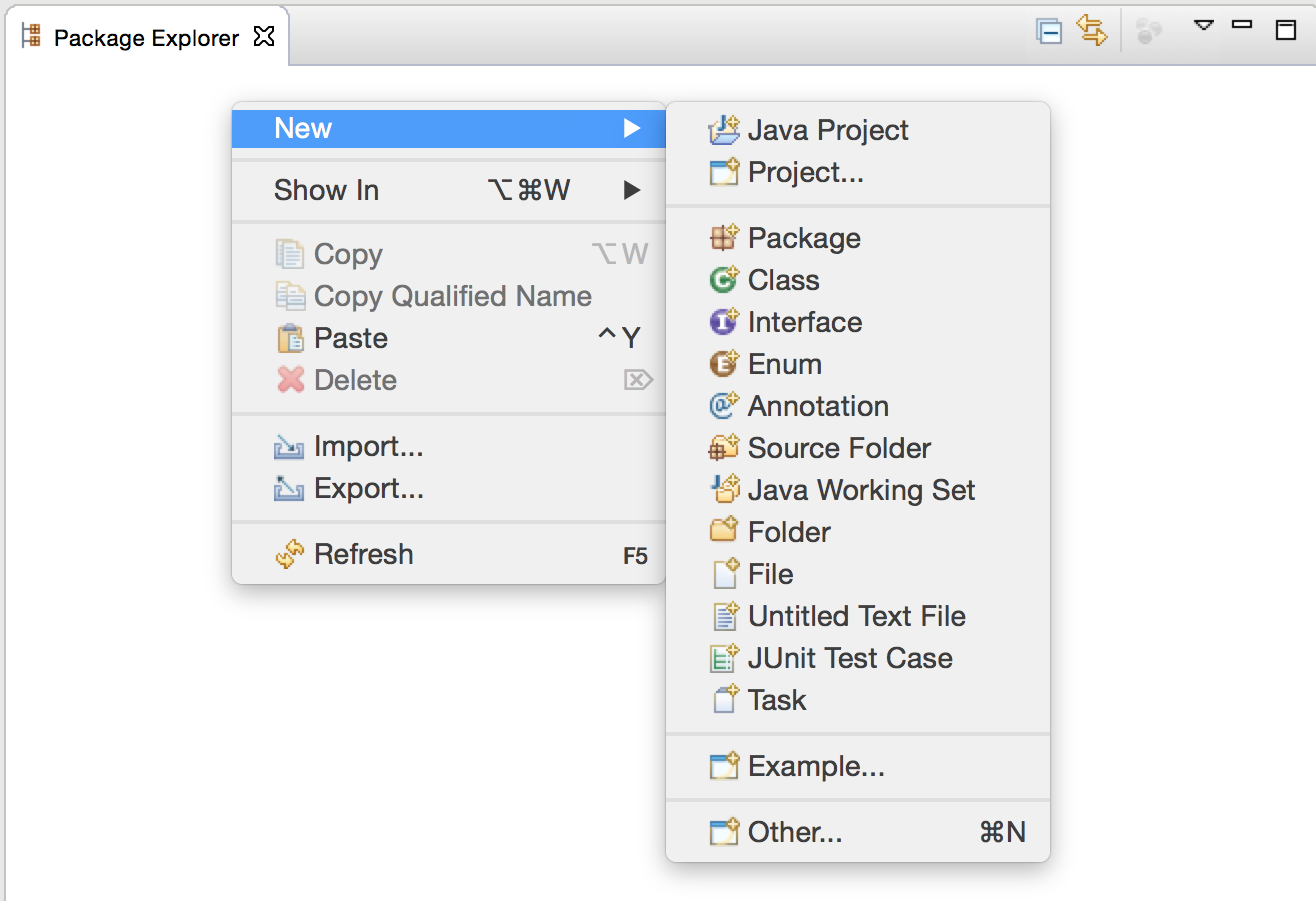 Package Explorer
New
Show In ⌥⌘W
Copy ⌥W
Copy Qualified Name
Paste ^Y
Delete ⌦
Import...
Export...
Refresh F5
Java Project
Project...
Package
Class
Interface
Enum
Annotation
Source Folder
Java Working Set
Folder
File
Untitled Text File
JUnit Test Case
Task
Example...
Other... ⌘N